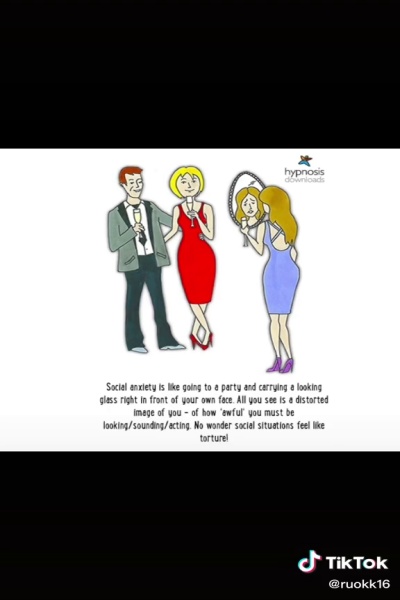 hypnosis
downloads
Social anxiety is like going to a party and carrying a looking
glass right in front of your own face. All you see is a distorted
image of you - of how 'awful' you must be
looking/sounding/acting. No wonder social situations feel like
torture!
TikTok
@ruokk16